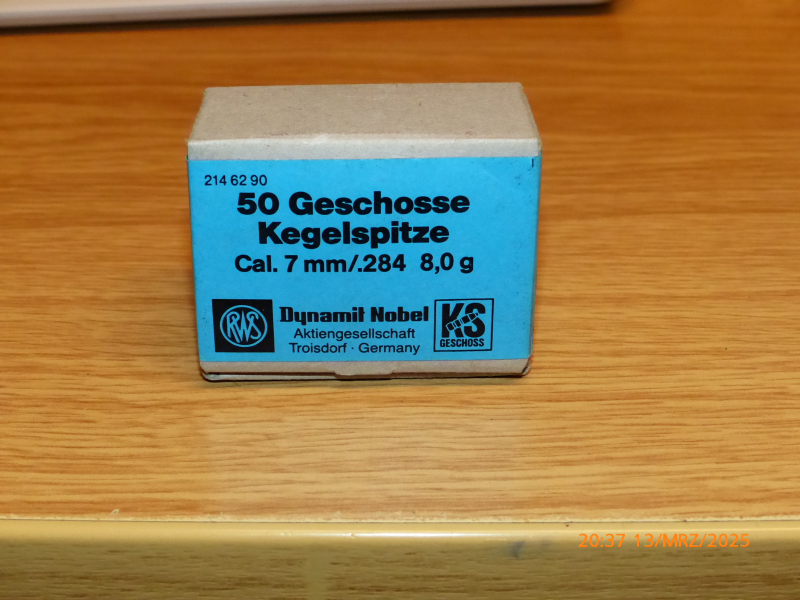 214 62 90
50 Geschosse
Kegelspitze
Cal. 7 mm/.284 8,0 g
RWS
Dynamit Nobel
Aktiengesellschaft
Troisdorf · Germany
KS
GESCHOSS
20:37 13/MRZ/2025